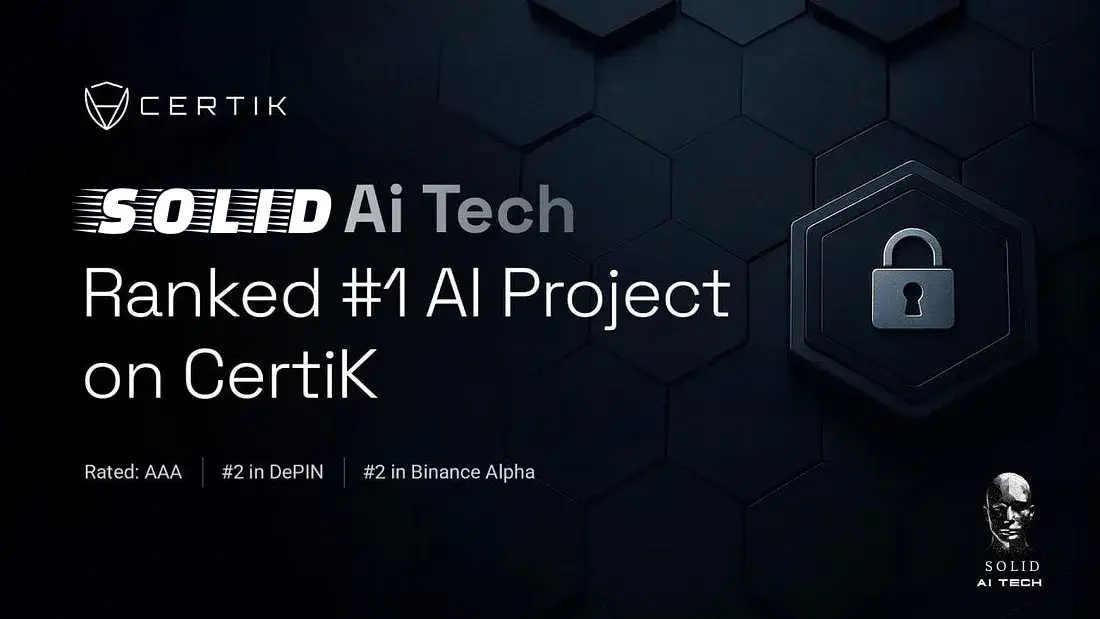 CERTIK
SOLID Ai Tech
Ranked #1 AI Project
on CertiK
Rated: AAA | #2 in DePIN | #2 in Binance Alpha
SOLID
AI TECH